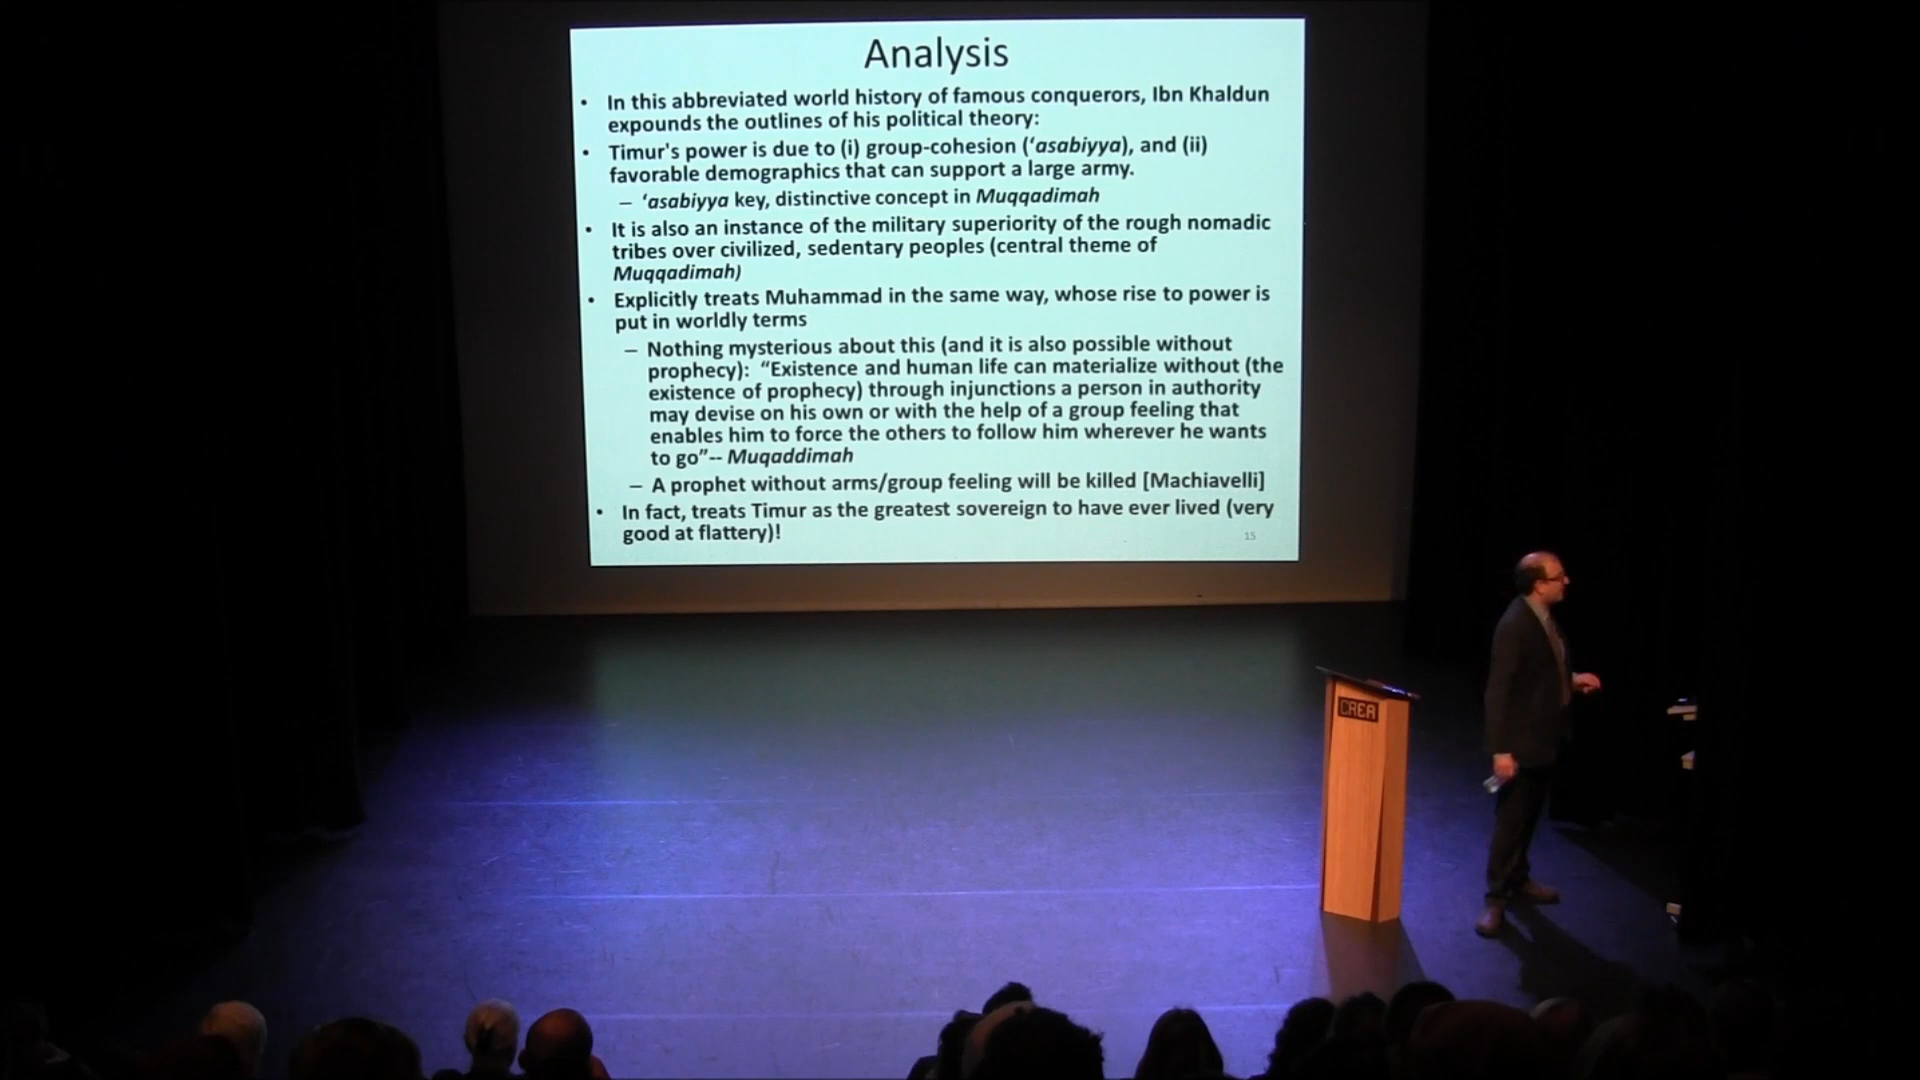 Analysis
• In this abbreviated world history of famous conquerors, Ibn Khaldun
expounds the outlines of his political theory:
• Timur's power is due to (i) group-cohesion (‘asabiyya), and (ii)
favorable demographics that can support a large army.
– ‘asabiyya key, distinctive concept in Muqqadimah
• It is also an instance of the military superiority of the rough nomadic
tribes over civilized, sedentary peoples (central theme of
Muqqadimah)
• Explicitly treats Muhammad in the same way, whose rise to power is
put in worldly terms
– Nothing mysterious about this (and it is also possible without
prophecy): “Existence and human life can materialize without (the
existence of prophecy) through injunctions a person in authority
may devise on his own or with the help of a group feeling that
enables him to force the others to follow him wherever he wants
to go”-- Muqaddimah
– A prophet without arms/group feeling will be killed [Machiavelli]
• In fact, treats Timur as the greatest sovereign to have ever lived (very
good at flattery)!
15
CREA